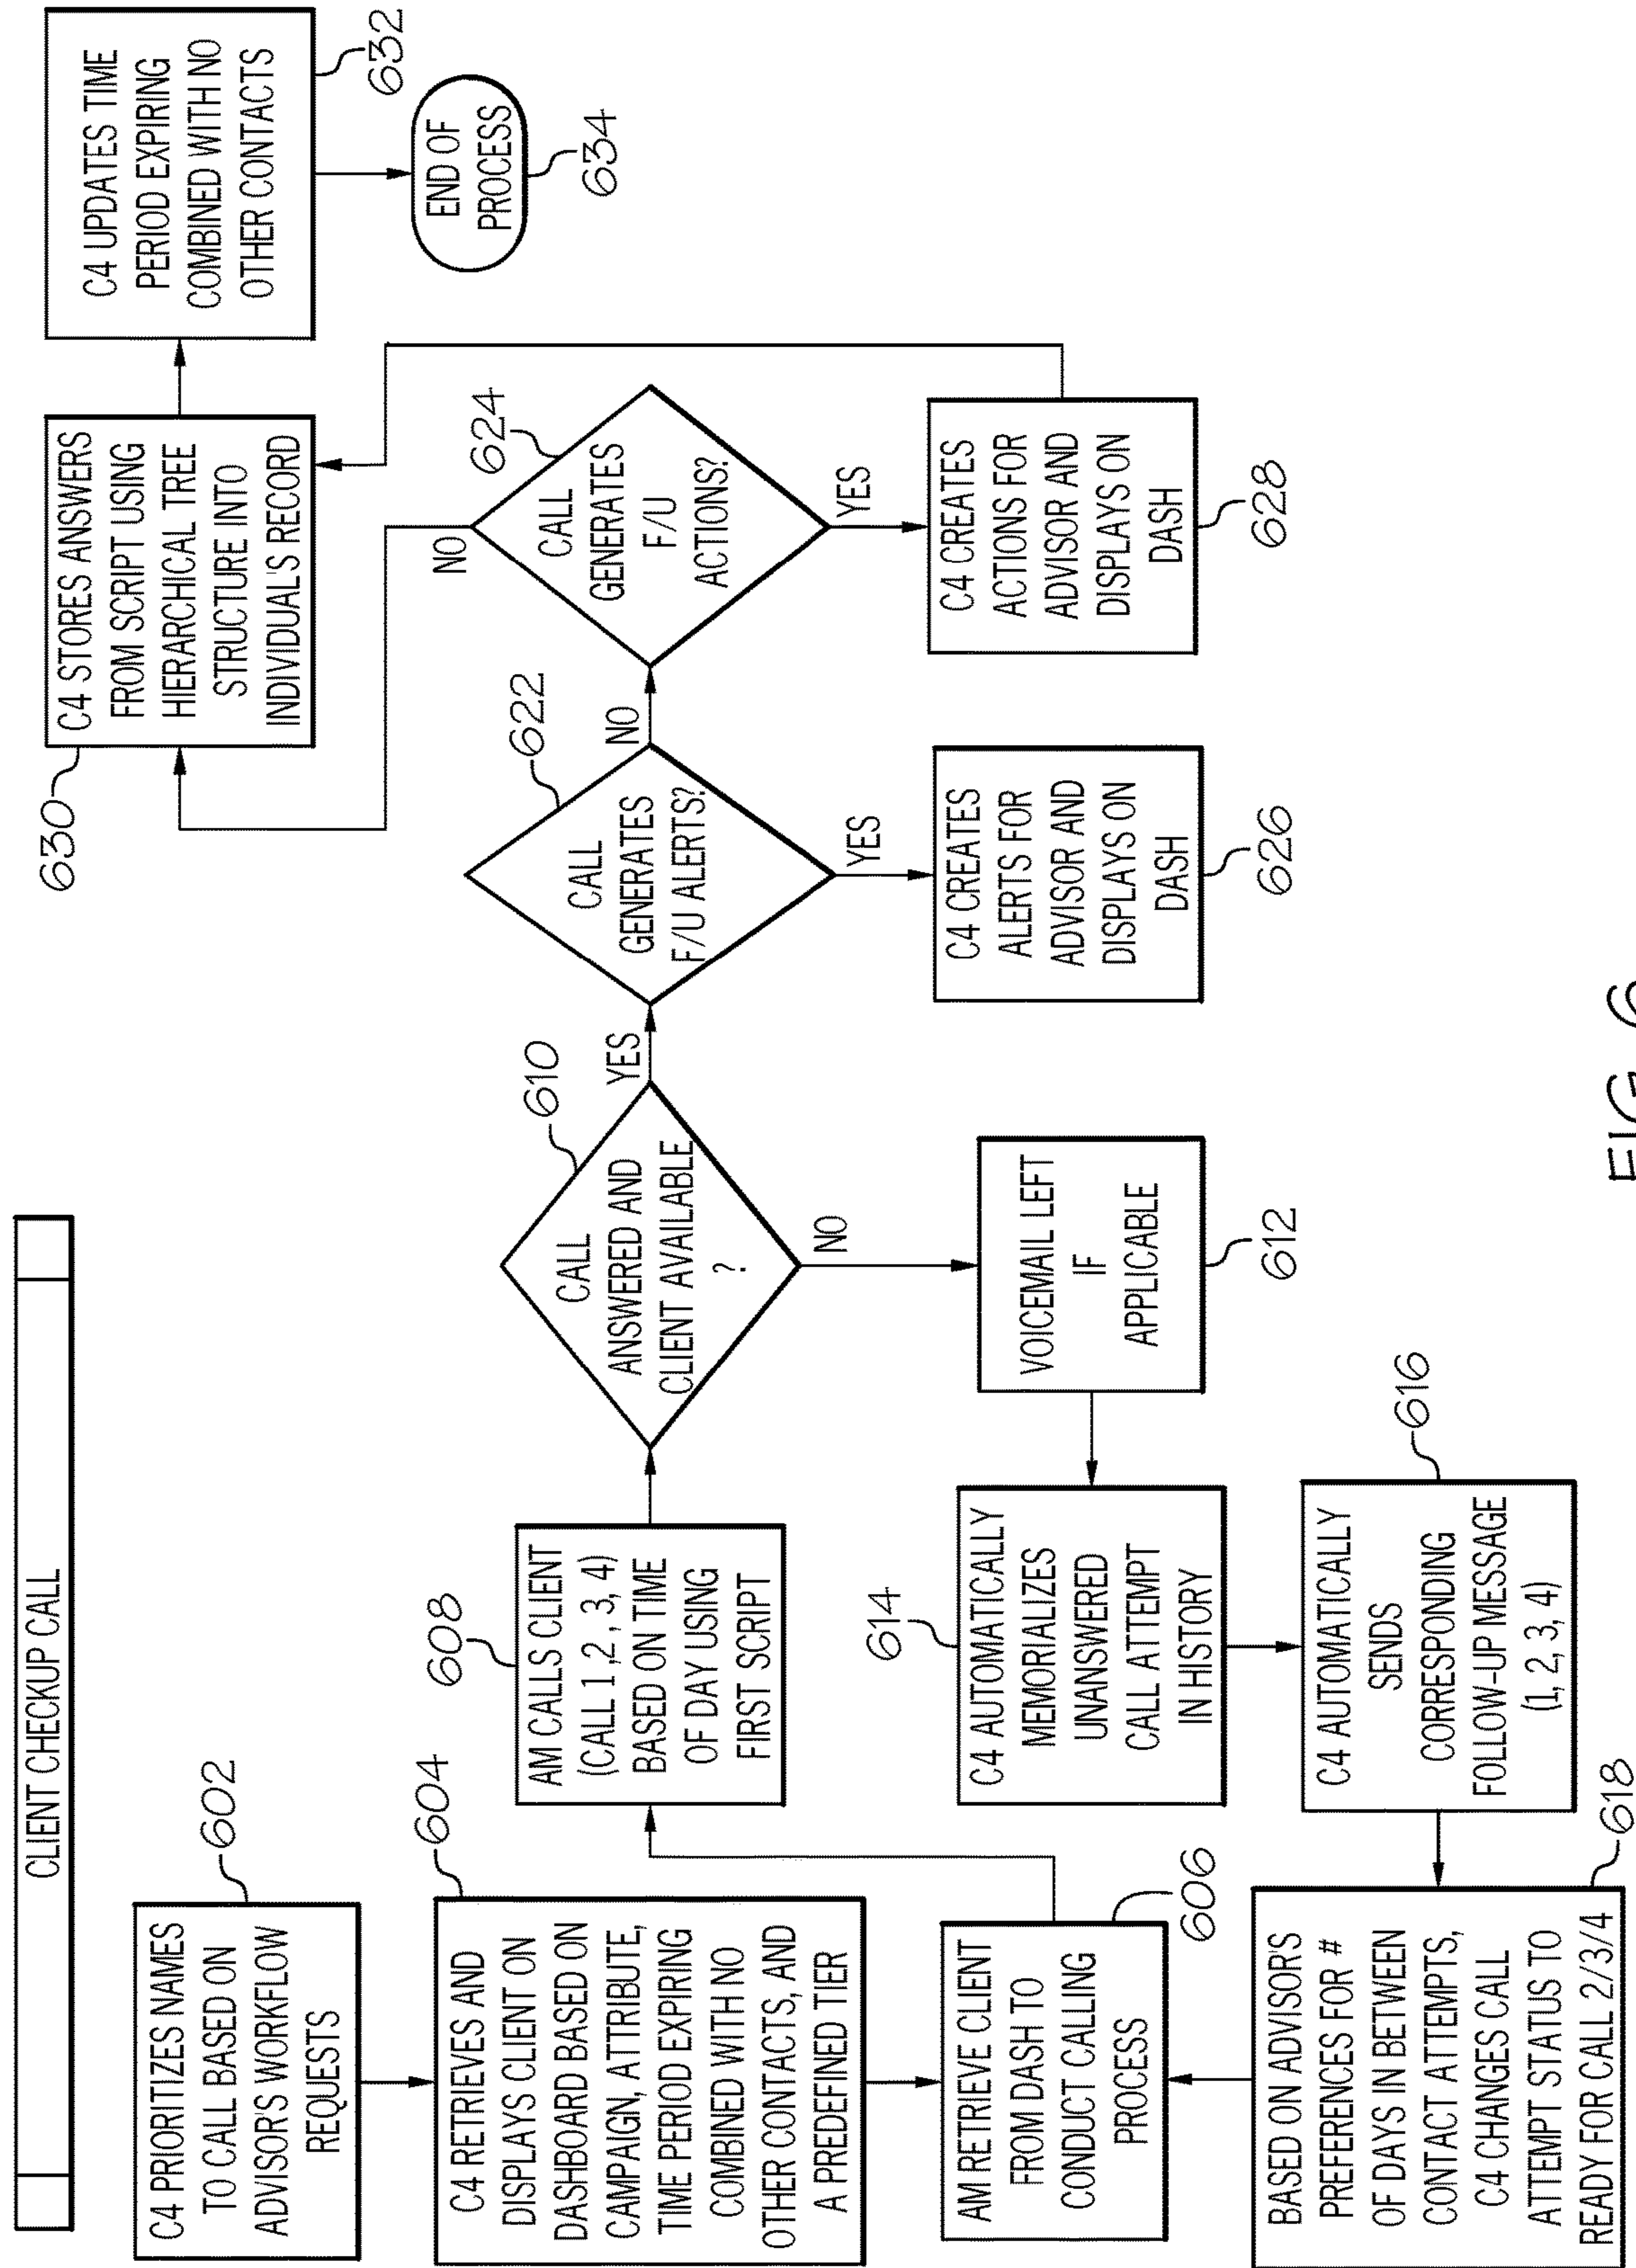 CLIENT CHECKUP CALL
C4 PRIORITIZES NAMES
TO CALL BASED ON
ADVISOR'S WORKFLOW
REQUESTS
602
C4 RETRIEVES AND
DISPLAYS CLIENT ON
DASHBOARD BASED ON
CAMPAIGN, ATTRIBUTE,
TIME PERIOD EXPIRING
COMBINED WITH NO
OTHER CONTACTS, AND
A PREDEFINED TIER
604
AM RETRIEVE CLIENT
FROM DASH TO
CONDUCT CALLING
PROCESS
606
AM CALLS CLIENT
(CALL 1,2 ,3, 4)
BASED ON TIME
OF DAY USING
FIRST SCRIPT
608
CALL
ANSWERED AND
CLIENT AVAILABLE
?
610
YES
NO
VOICEMAIL LEFT
IF
APPLICABLE
612
C4 AUTOMATICALLY
MEMORIALIZES
UNANSWERED
CALL ATTEMPT
IN HISTORY
614
C4 AUTOMATICALLY
SENDS
CORRESPONDING
FOLLOW-UP MESSAGE
(1, 2, 3, 4)
616
BASED ON ADVISOR'S
PREFERENCES FOR #
OF DAYS IN BETWEEN
CONTACT ATTEMPTS,
C4 CHANGES CALL
ATTEMPT STATUS TO
READY FOR CALL 2/3/4
618
CALL
GENERATES
F/U ALERTS?
622
NO
YES
C4 CREATES
ALERTS FOR
ADVISOR AND
DISPLAYS ON
DASH
626
CALL
GENERATES
F/U
ACTIONS?
624
NO
YES
C4 CREATES
ACTIONS FOR
ADVISOR AND
DISPLAYS ON
DASH
628
C4 STORES ANSWERS
FROM SCRIPT USING
HIERARCHICAL TREE
STRUCTURE INTO
INDIVIDUAL'S RECORD
630
C4 UPDATES TIME
PERIOD EXPIRING
COMBINED WITH NO
OTHER CONTACTS
632
END OF
PROCESS
634
FIG. 6